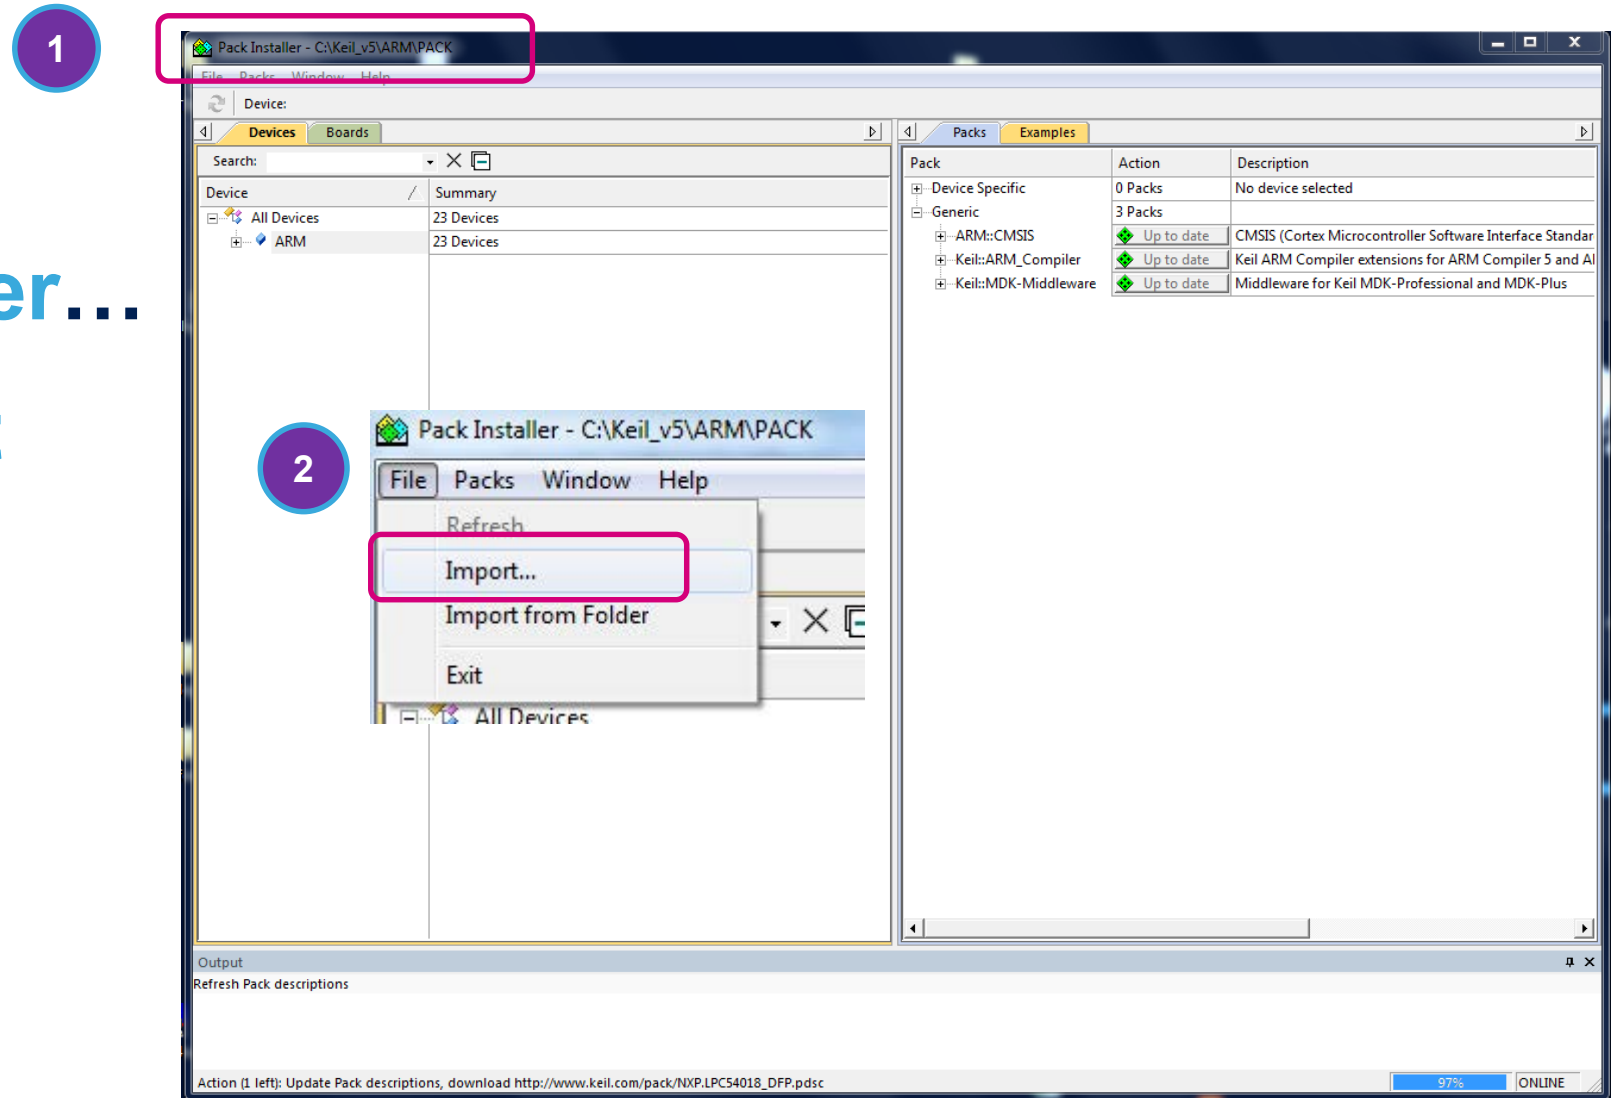 1
Pack Installer - C:\Keil_v5\ARM\PACK
File Packs Window Help
Device:
Devices Boards
Search:
Device Summary
All Devices 23 Devices
ARM 23 Devices
Packs Examples
Pack Action Description
Device Specific 0 Packs No device selected
Generic 3 Packs
ARM::CMSIS Up to date CMSIS (Cortex Microcontroller Software Interface Standar
Keil::ARM_Compiler Up to date Keil ARM Compiler extensions for ARM Compiler 5 and
Keil::MDK-Middleware Up to date Middleware for Keil MDK-Professional and MDK-Plus
er...
2
Pack Installer - C:\Keil_v5\ARM\PACK
File Packs Window Help
Refresh
Import...
Import from Folder
Exit
All Devices
Output
Refresh Pack descriptions
Action (1 left): Update Pack descriptions, download http://www.keil.com/pack/NXP.LPC54018_DFP.pdsc
97% ONLINE